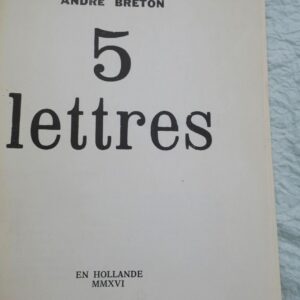 ANDRÉ BRETON
5
lettres
EN HOLLANDE
MMXVI